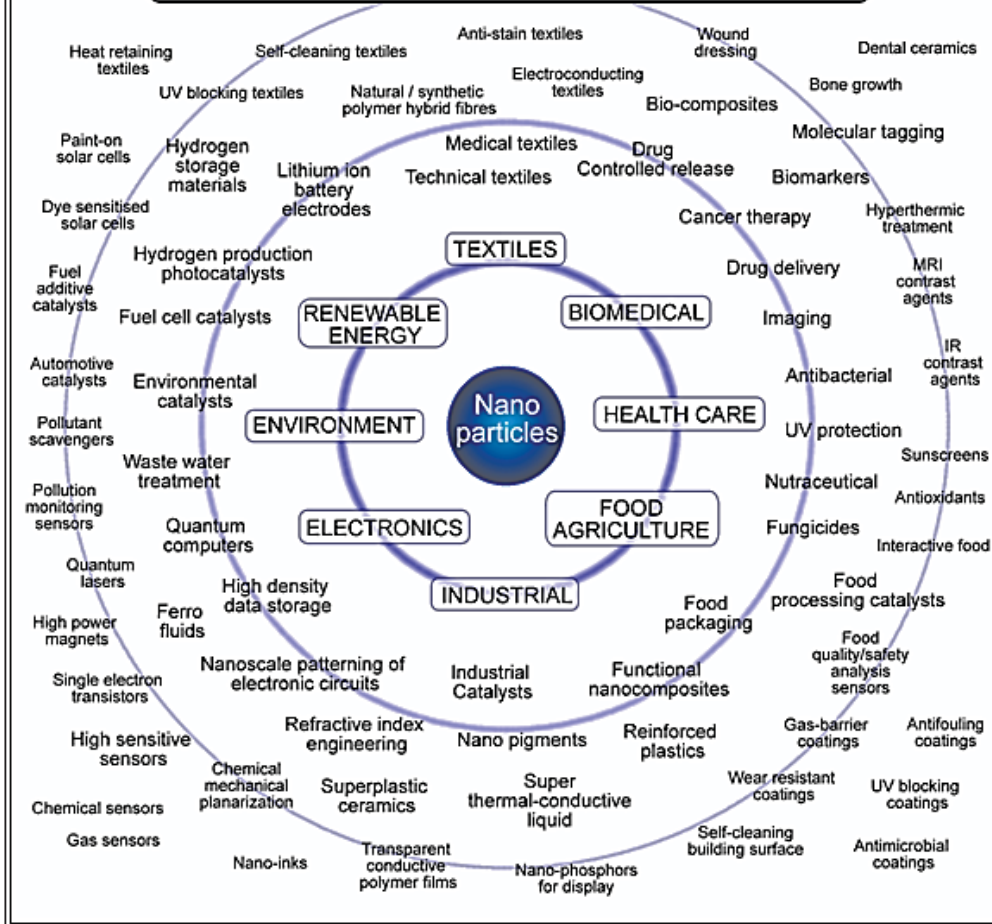 Anti-stain textiles
Wound
dressing
Dental ceramics
Heat retaining
textiles
Self-cleaning textiles
Electroconducting
textiles
Bone growth
UV blocking textiles
Natural / synthetic
polymer hybrid fibres
Bio-composites
Molecular tagging
Paint-on
solar cells
Hydrogen
storage
materials
Medical textiles
Drug
Controlled release
Lithium ion
battery
electrodes
Technical textiles
Biomarkers
Dye sensitised
solar cells
Cancer therapy
Hyperthermic
treatment
TEXTILES
Hydrogen production
photocatalysts
Drug delivery
MRI
contrast
agents
Fuel
additive
catalysts
Fuel cell catalysts
RENEWABLE
ENERGY
BIOMEDICAL
Imaging
IR
contrast
agents
Automotive
catalysts
Environmental
catalysts
Antibacterial
Nano
particles
ENVIRONMENT
HEALTH CARE
Pollutant
scavengers
UV protection
Sunscreens
Waste water
treatment
Nutraceutical
Antioxidants
Pollution
monitoring
sensors
Quantum
computers
ELECTRONICS
FOOD
AGRICULTURE
Fungicides
Interactive food
Quantum
lasers
High density
data storage
INDUSTRIAL
Food
processing catalysts
Ferro
fluids
Food
packaging
High power
magnets
Food
quality/safety
analysis
sensors
Nanoscale patterning of
electronic circuits
Industrial
Catalysts
Functional
nanocomposites
Single electron
transistors
High sensitive
sensors
Refractive index
engineering
Nano pigments
Reinforced
plastics
Gas-barrier
coatings
Antifouling
coatings
Chemical
mechanical
planarization
Superplastic
ceramics
Super
thermal-conductive
liquid
Wear resistant
coatings
UV blocking
coatings
Chemical sensors
Gas sensors
Self-cleaning
building surface
Antimicrobial
coatings
Nano-inks
Transparent
conductive
polymer films
Nano-phosphors
for display